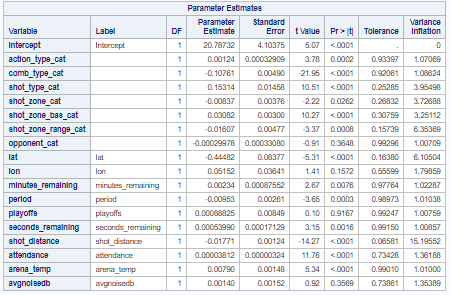 Parameter Estimates
Variable Label DF Parameter Estimate Standard Error t Value Pr > |t| Tolerance Variance Inflation
Intercept Intercept 1 20.78732 4.10375 5.07 <.0001 . 0
action_type_cat 1 0.00124 0.00032909 3.78 0.0002 0.93397 1.07069
comb_type_cat 1 -0.10761 0.00490 -21.95 <.0001 0.92061 1.08624
shot_type_cat 1 0.15314 0.01458 10.51 <.0001 0.25285 3.95498
shot_zone_cat 1 -0.00837 0.00376 -2.22 0.0262 0.26832 3.72688
shot_zone_bas_cat 1 0.03082 0.00300 10.27 <.0001 0.30759 3.25112
shot_zone_range_cat 1 -0.01607 0.00477 -3.37 0.0008 0.15739 6.35369
opponent_cat 1 -0.00029978 0.00033080 -0.91 0.3648 0.99296 1.00709
lat lat 1 -0.44482 0.08377 -5.31 <.0001 0.16380 6.10504
lon lon 1 0.05152 0.03641 1.41 0.1572 0.55599 1.79859
minutes_remaining minutes_remaining 1 0.00234 0.00087552 2.67 0.0076 0.97764 1.02287
period period 1 -0.00953 0.00261 -3.65 0.0003 0.98973 1.01038
playoffs playoffs 1 0.00088825 0.00849 0.10 0.9167 0.99247 1.00759
seconds_remaining seconds_remaining 1 0.00053990 0.00017129 3.15 0.0016 0.99150 1.00857
shot_distance shot_distance 1 -0.01771 0.00124 -14.27 <.0001 0.06581 15.19552
attendance attendance 1 0.00003812 0.00000324 11.76 <.0001 0.73428 1.36188
arena_temp arena_temp 1 0.00790 0.00148 5.34 <.0001 0.99010 1.01000
avgnoisedb avgnoisedb 1 0.00140 0.00152 0.92 0.3569 0.73861 1.35389